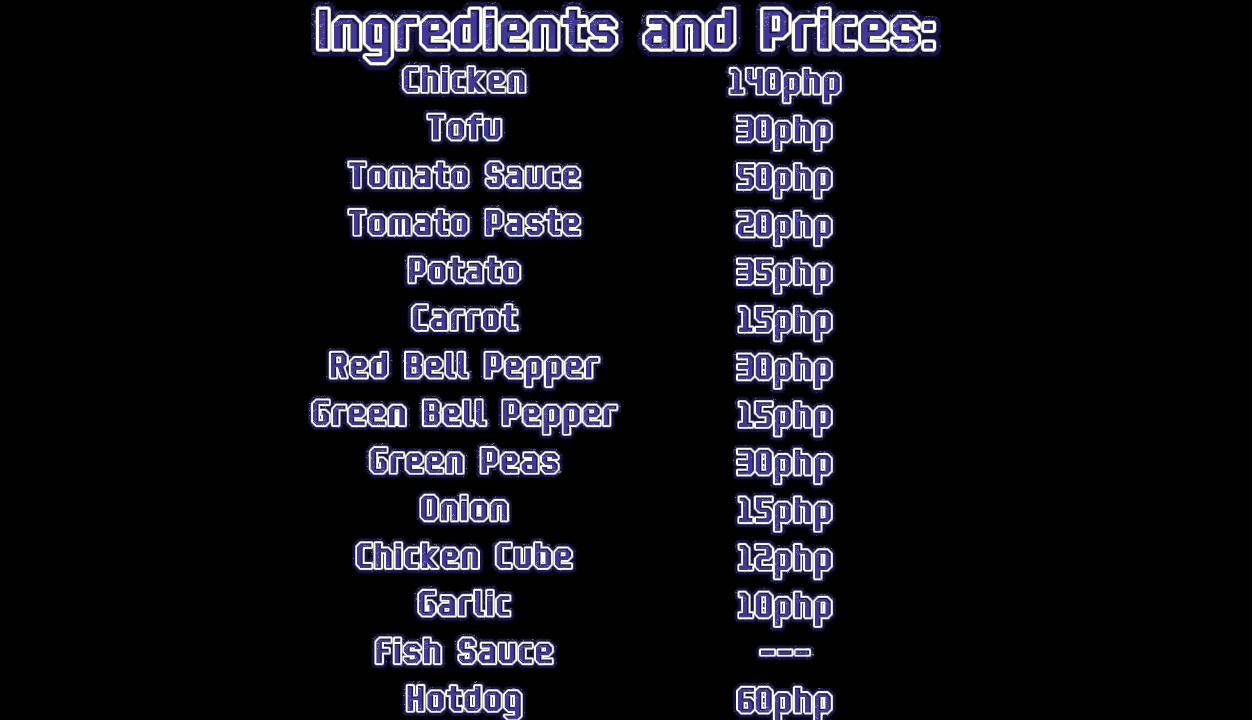 Ingredients and Prices:
Chicken 140php
Tofu 30php
Tomato Sauce 50php
Tomato Paste 20php
Potato 35php
Carrot 15php
Red Bell Pepper 30php
Green Bell Pepper 15php
Green Peas 30php
Onion 15php
Chicken Cube 12php
Garlic 10php
Fish Sauce ---
Hotdog 60php